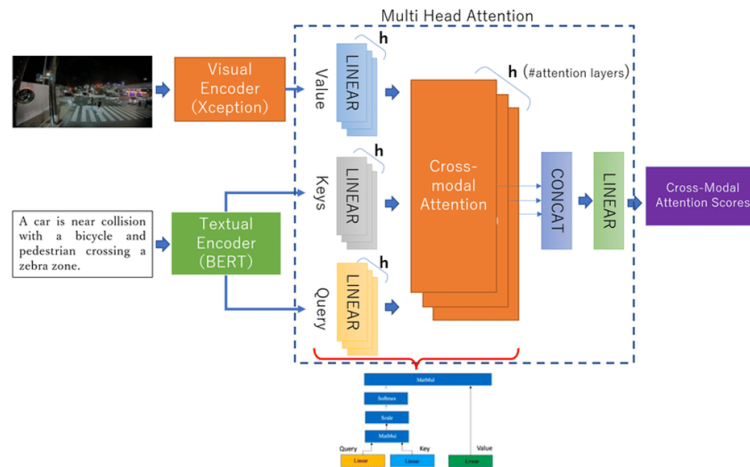 Multi Head Attention
Visual
Encoder
(Xception)
Value
LINEAR
h
h (#attention layers)
Keys
LINEAR
h
Cross-
modal
Attention
CONCAT
LINEAR
Cross-Modal
Attention Scores
A car is near collision
with a bicycle and
pedestrian crossing a
zebra zone.
Textual
Encoder
(BERT)
Query
LINEAR
h
MatMul
Softmax
Scale
MatMul
Query
Key
Value
Linear
Linear
Linear